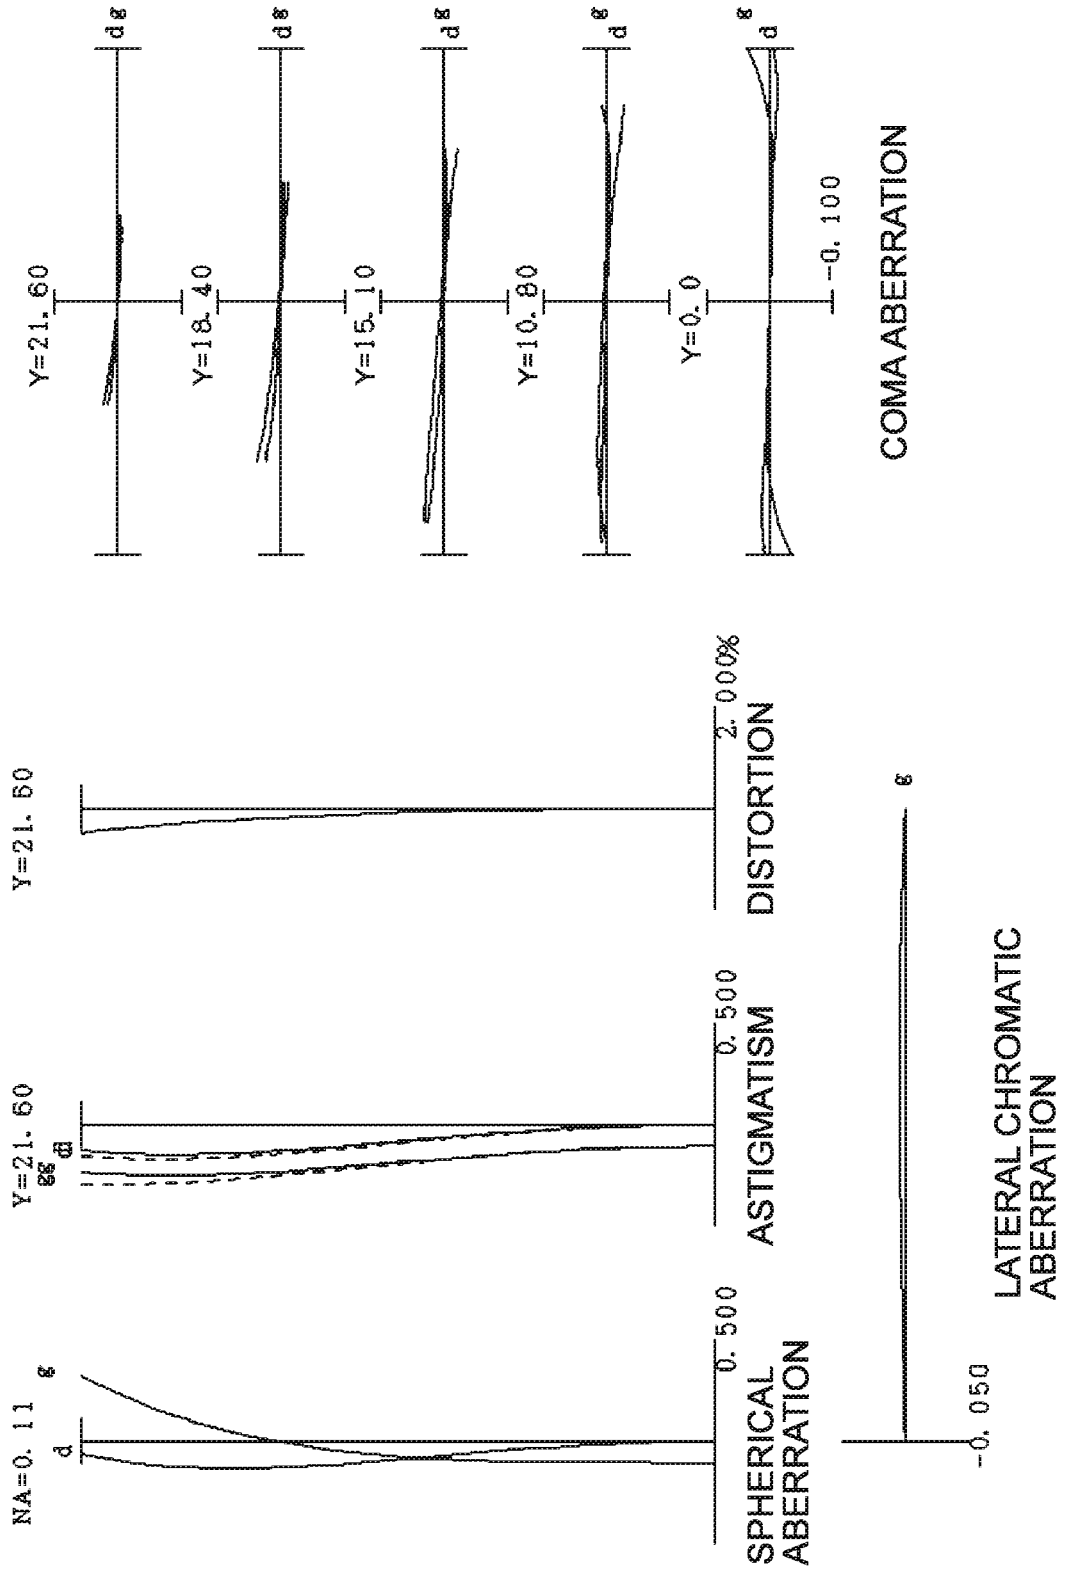 NA=0. 11
d
g
0. 500
SPHERICAL
ABERRATION
Y=21. 60
gg
d
0. 500
ASTIGMATISM
Y=21. 60
2. 000%
DISTORTION
Y=21. 60
d g
Y=18. 40
d g
Y=15. 10
d g
Y=10. 80
d g
Y=0. 0
g
d
-0. 100
COMA ABERRATION
g
-0. 050
LATERAL CHROMATIC
ABERRATION